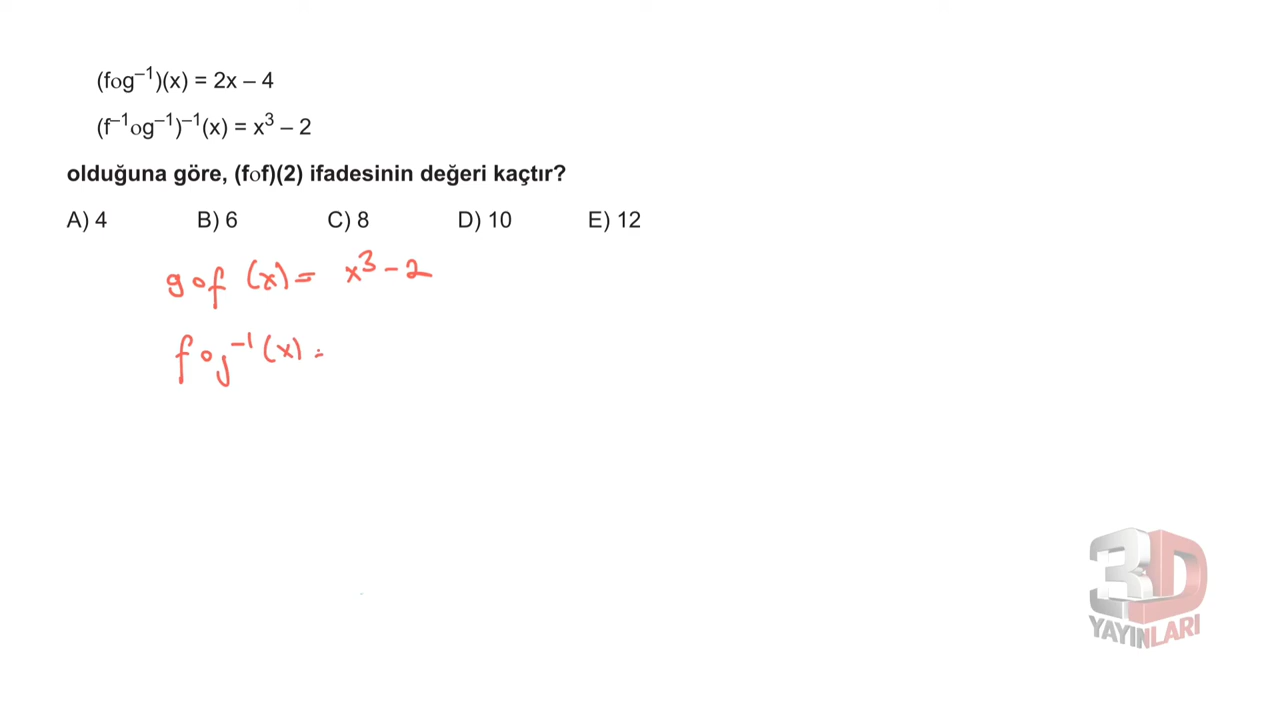 (fog⁻¹)(x) = 2x – 4
(f⁻¹og⁻¹)⁻¹(x) = x³ – 2
olduğuna göre, (fof)(2) ifadesinin değeri kaçtır?
A) 4 B) 6 C) 8 D) 10 E) 12
gof (x) = x³ - 2
fog⁻¹(x) =
3D
YAYINLARI